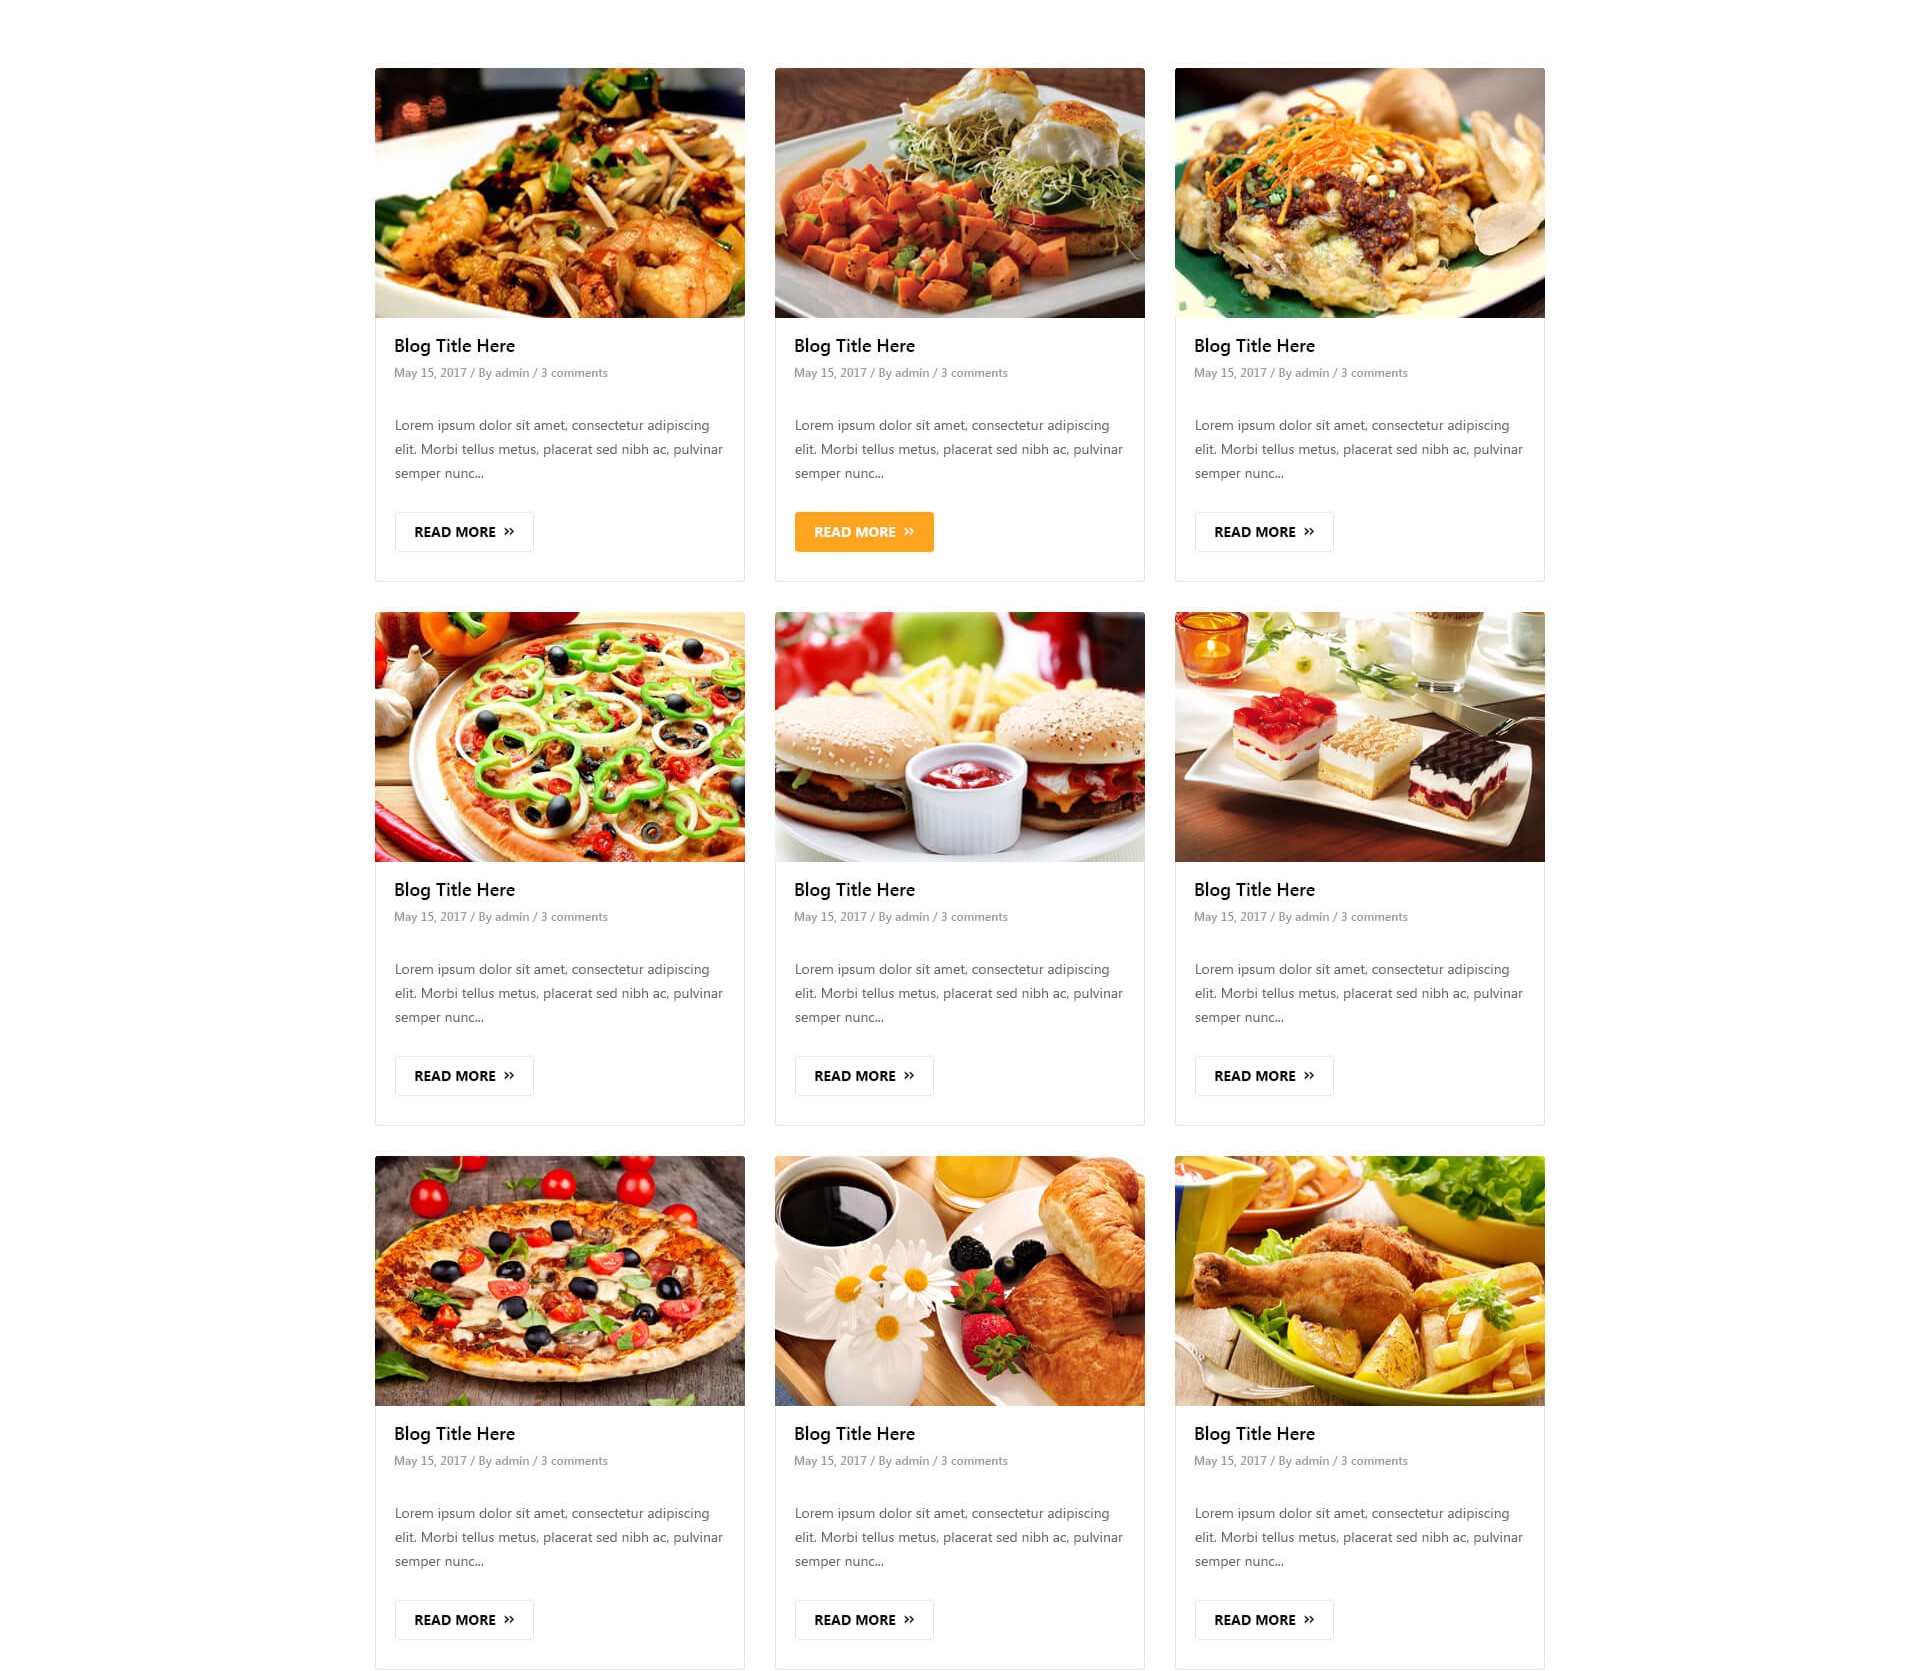 Blog Title Here
May 15, 2017 / By admin / 3 comments
Lorem ipsum dolor sit amet, consectetur adipiscing
elit. Morbi tellus metus, placerat sed nibh ac, pulvinar
semper nunc...
READ MORE »
Blog Title Here
May 15, 2017 / By admin / 3 comments
Lorem ipsum dolor sit amet, consectetur adipiscing
elit. Morbi tellus metus, placerat sed nibh ac, pulvinar
semper nunc...
READ MORE »
Blog Title Here
May 15, 2017 / By admin / 3 comments
Lorem ipsum dolor sit amet, consectetur adipiscing
elit. Morbi tellus metus, placerat sed nibh ac, pulvinar
semper nunc...
READ MORE »
Blog Title Here
May 15, 2017 / By admin / 3 comments
Lorem ipsum dolor sit amet, consectetur adipiscing
elit. Morbi tellus metus, placerat sed nibh ac, pulvinar
semper nunc...
READ MORE »
Blog Title Here
May 15, 2017 / By admin / 3 comments
Lorem ipsum dolor sit amet, consectetur adipiscing
elit. Morbi tellus metus, placerat sed nibh ac, pulvinar
semper nunc...
READ MORE »
Blog Title Here
May 15, 2017 / By admin / 3 comments
Lorem ipsum dolor sit amet, consectetur adipiscing
elit. Morbi tellus metus, placerat sed nibh ac, pulvinar
semper nunc...
READ MORE »
Blog Title Here
May 15, 2017 / By admin / 3 comments
Lorem ipsum dolor sit amet, consectetur adipiscing
elit. Morbi tellus metus, placerat sed nibh ac, pulvinar
semper nunc...
READ MORE »
Blog Title Here
May 15, 2017 / By admin / 3 comments
Lorem ipsum dolor sit amet, consectetur adipiscing
elit. Morbi tellus metus, placerat sed nibh ac, pulvinar
semper nunc...
READ MORE »
Blog Title Here
May 15, 2017 / By admin / 3 comments
Lorem ipsum dolor sit amet, consectetur adipiscing
elit. Morbi tellus metus, placerat sed nibh ac, pulvinar
semper nunc...
READ MORE »